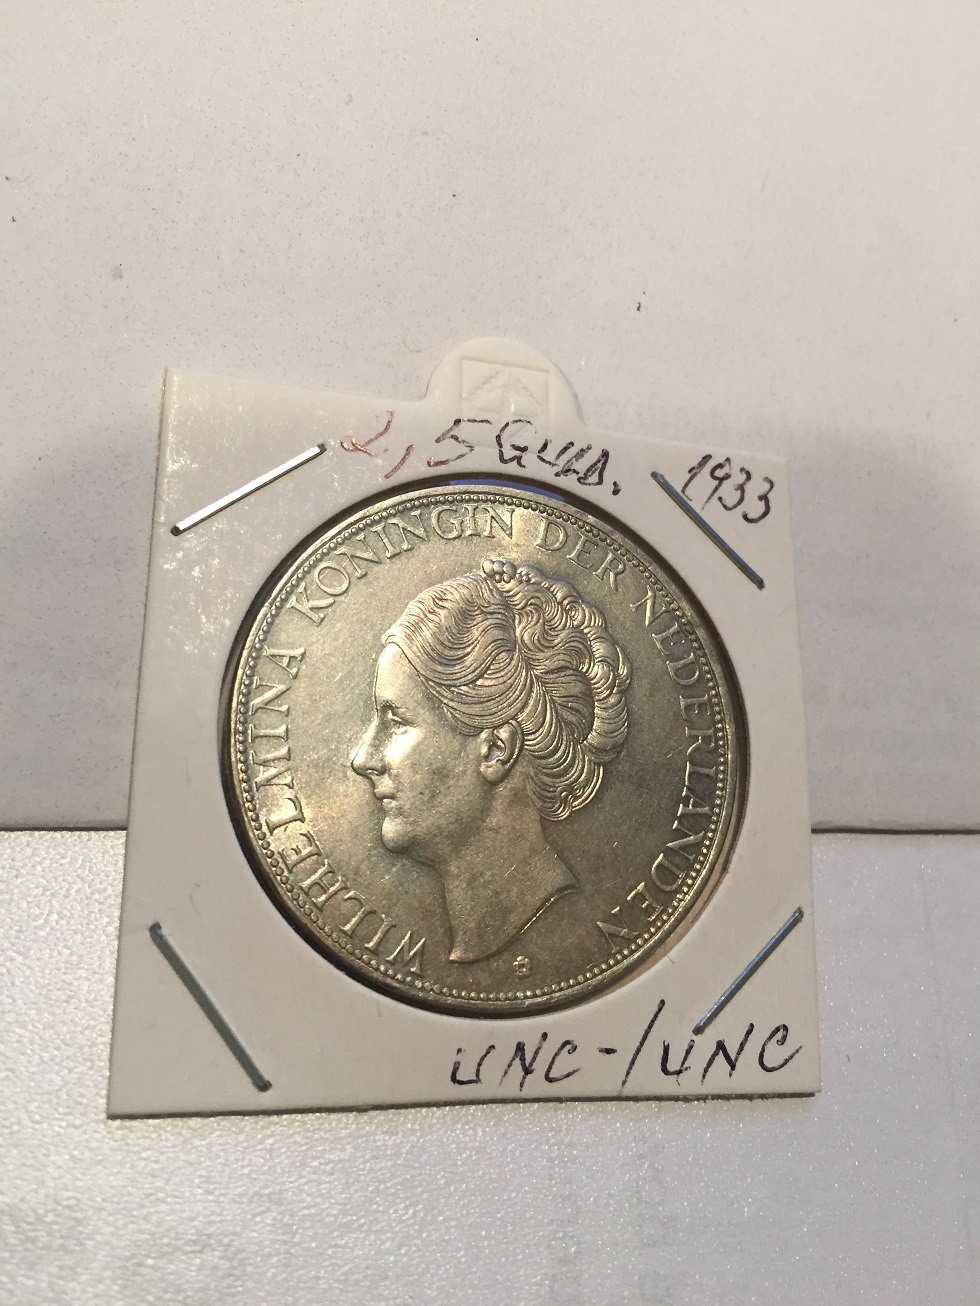 2,5 GULD. 1933
WILHELMINA KONINGIN DER NEDERLANDEN
UNC-/UNC